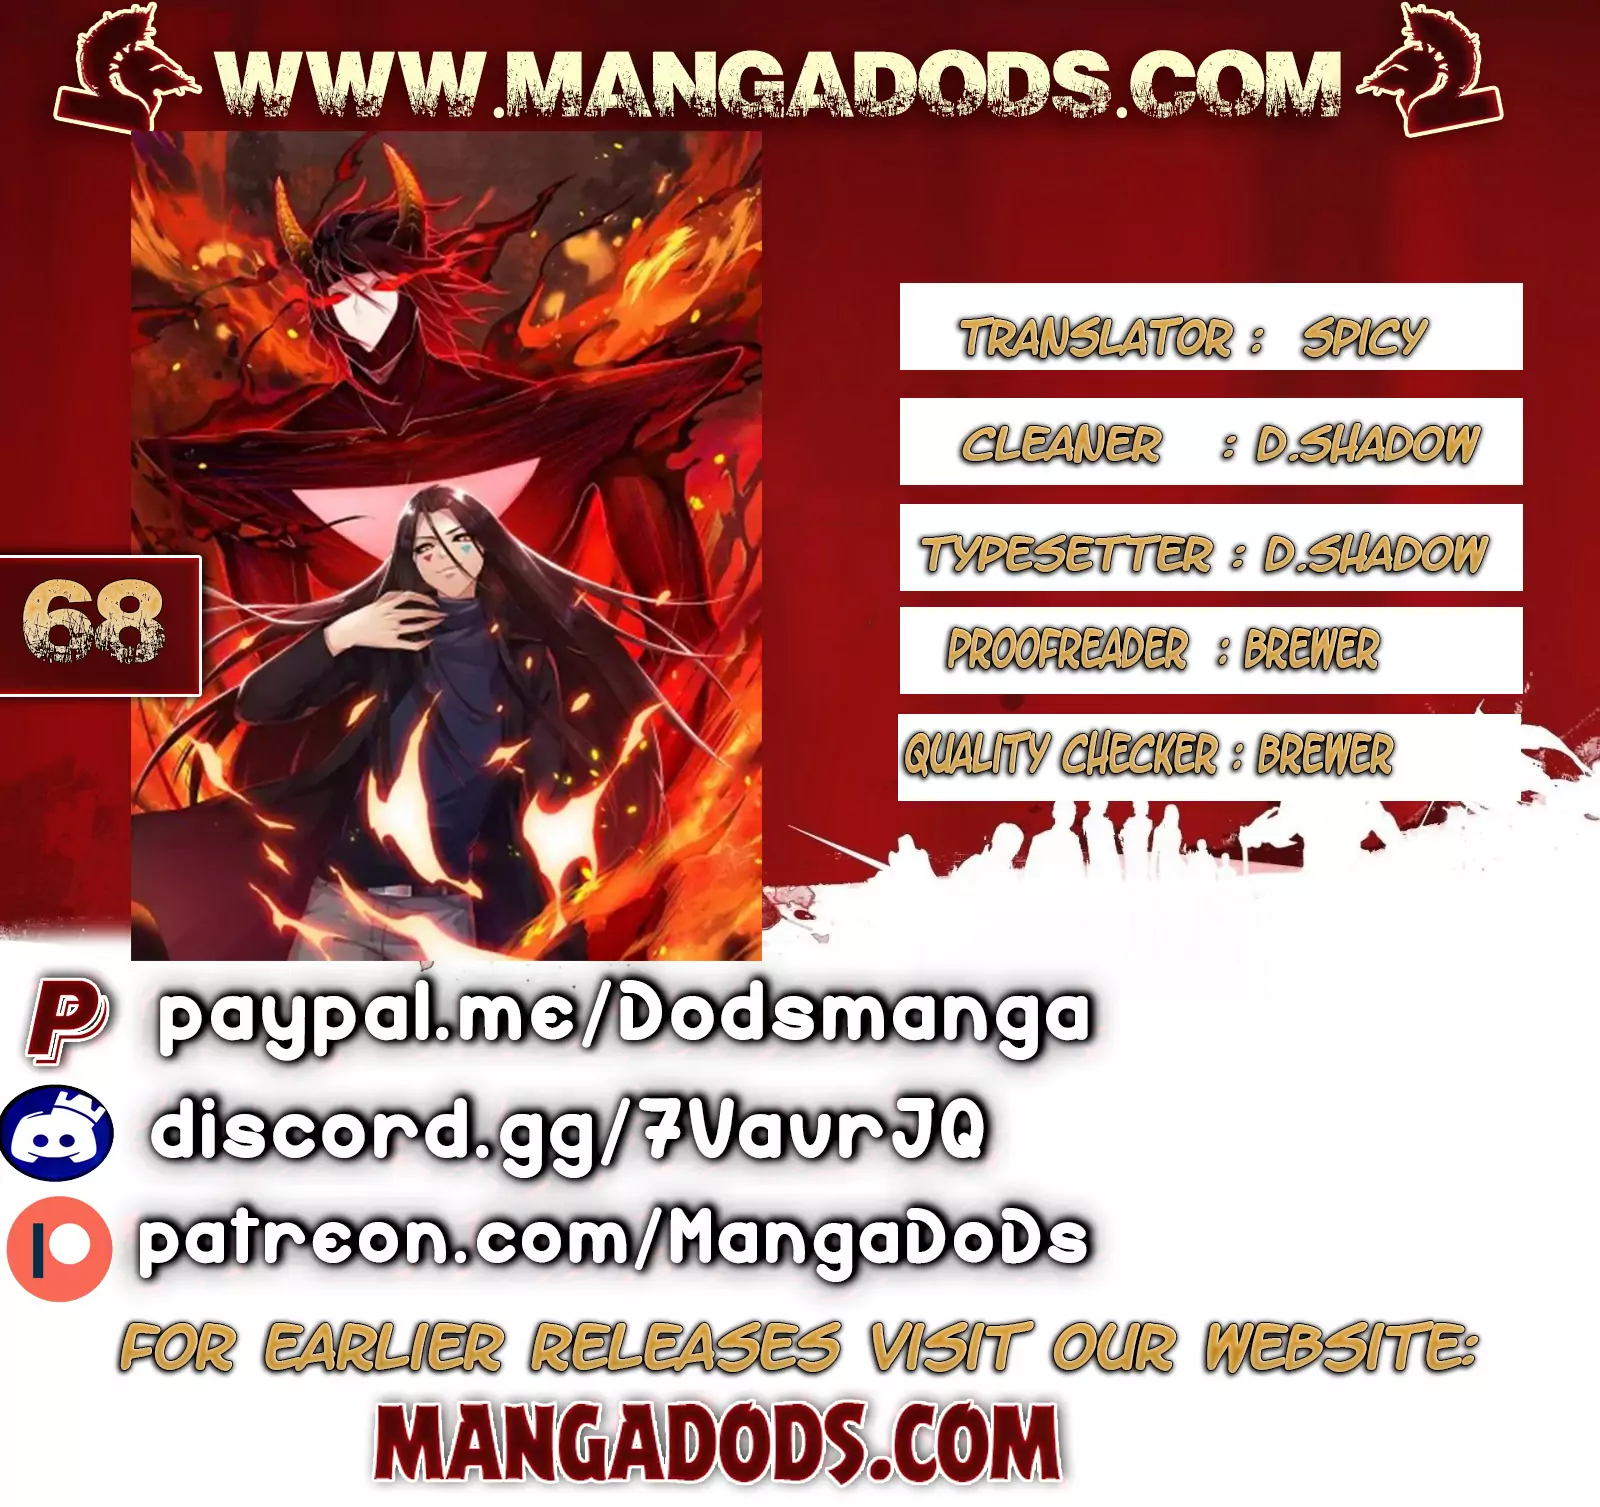 WWW.MANGADODS.COM
TRANSLATOR : SPICY
CLEANER : D.SHADOW
TYPESETTER : D.SHADOW
68
PROOFREADER : BREWER
QUALITY CHECKER : BREWER
paypal.me/Dodsmanga
discord.gg/7VavrJQ
patreon.com/MangaDoDs
FOR EARLIER RELEASES VISIT OUR WEBSITE:
MANGADODS.COM